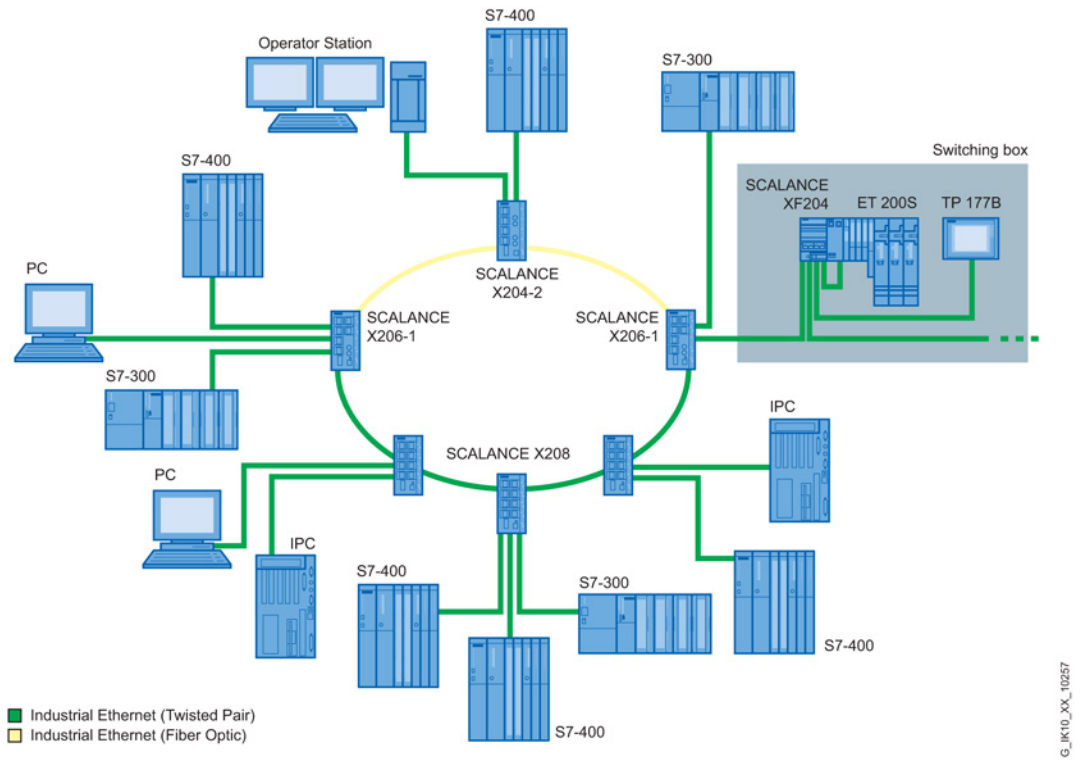 S7-400
Operator Station
S7-300
Switching box
S7-400
SCALANCE
XF204
ET 200S
TP 177B
PC
SCALANCE
X204-2
SCALANCE
X206-1
SCALANCE
X206-1
S7-300
IPC
SCALANCE X208
PC
IPC
S7-400
S7-300
S7-400
S7-400
Industrial Ethernet (Twisted Pair)
Industrial Ethernet (Fiber Optic)
G_IK10_XX_10257